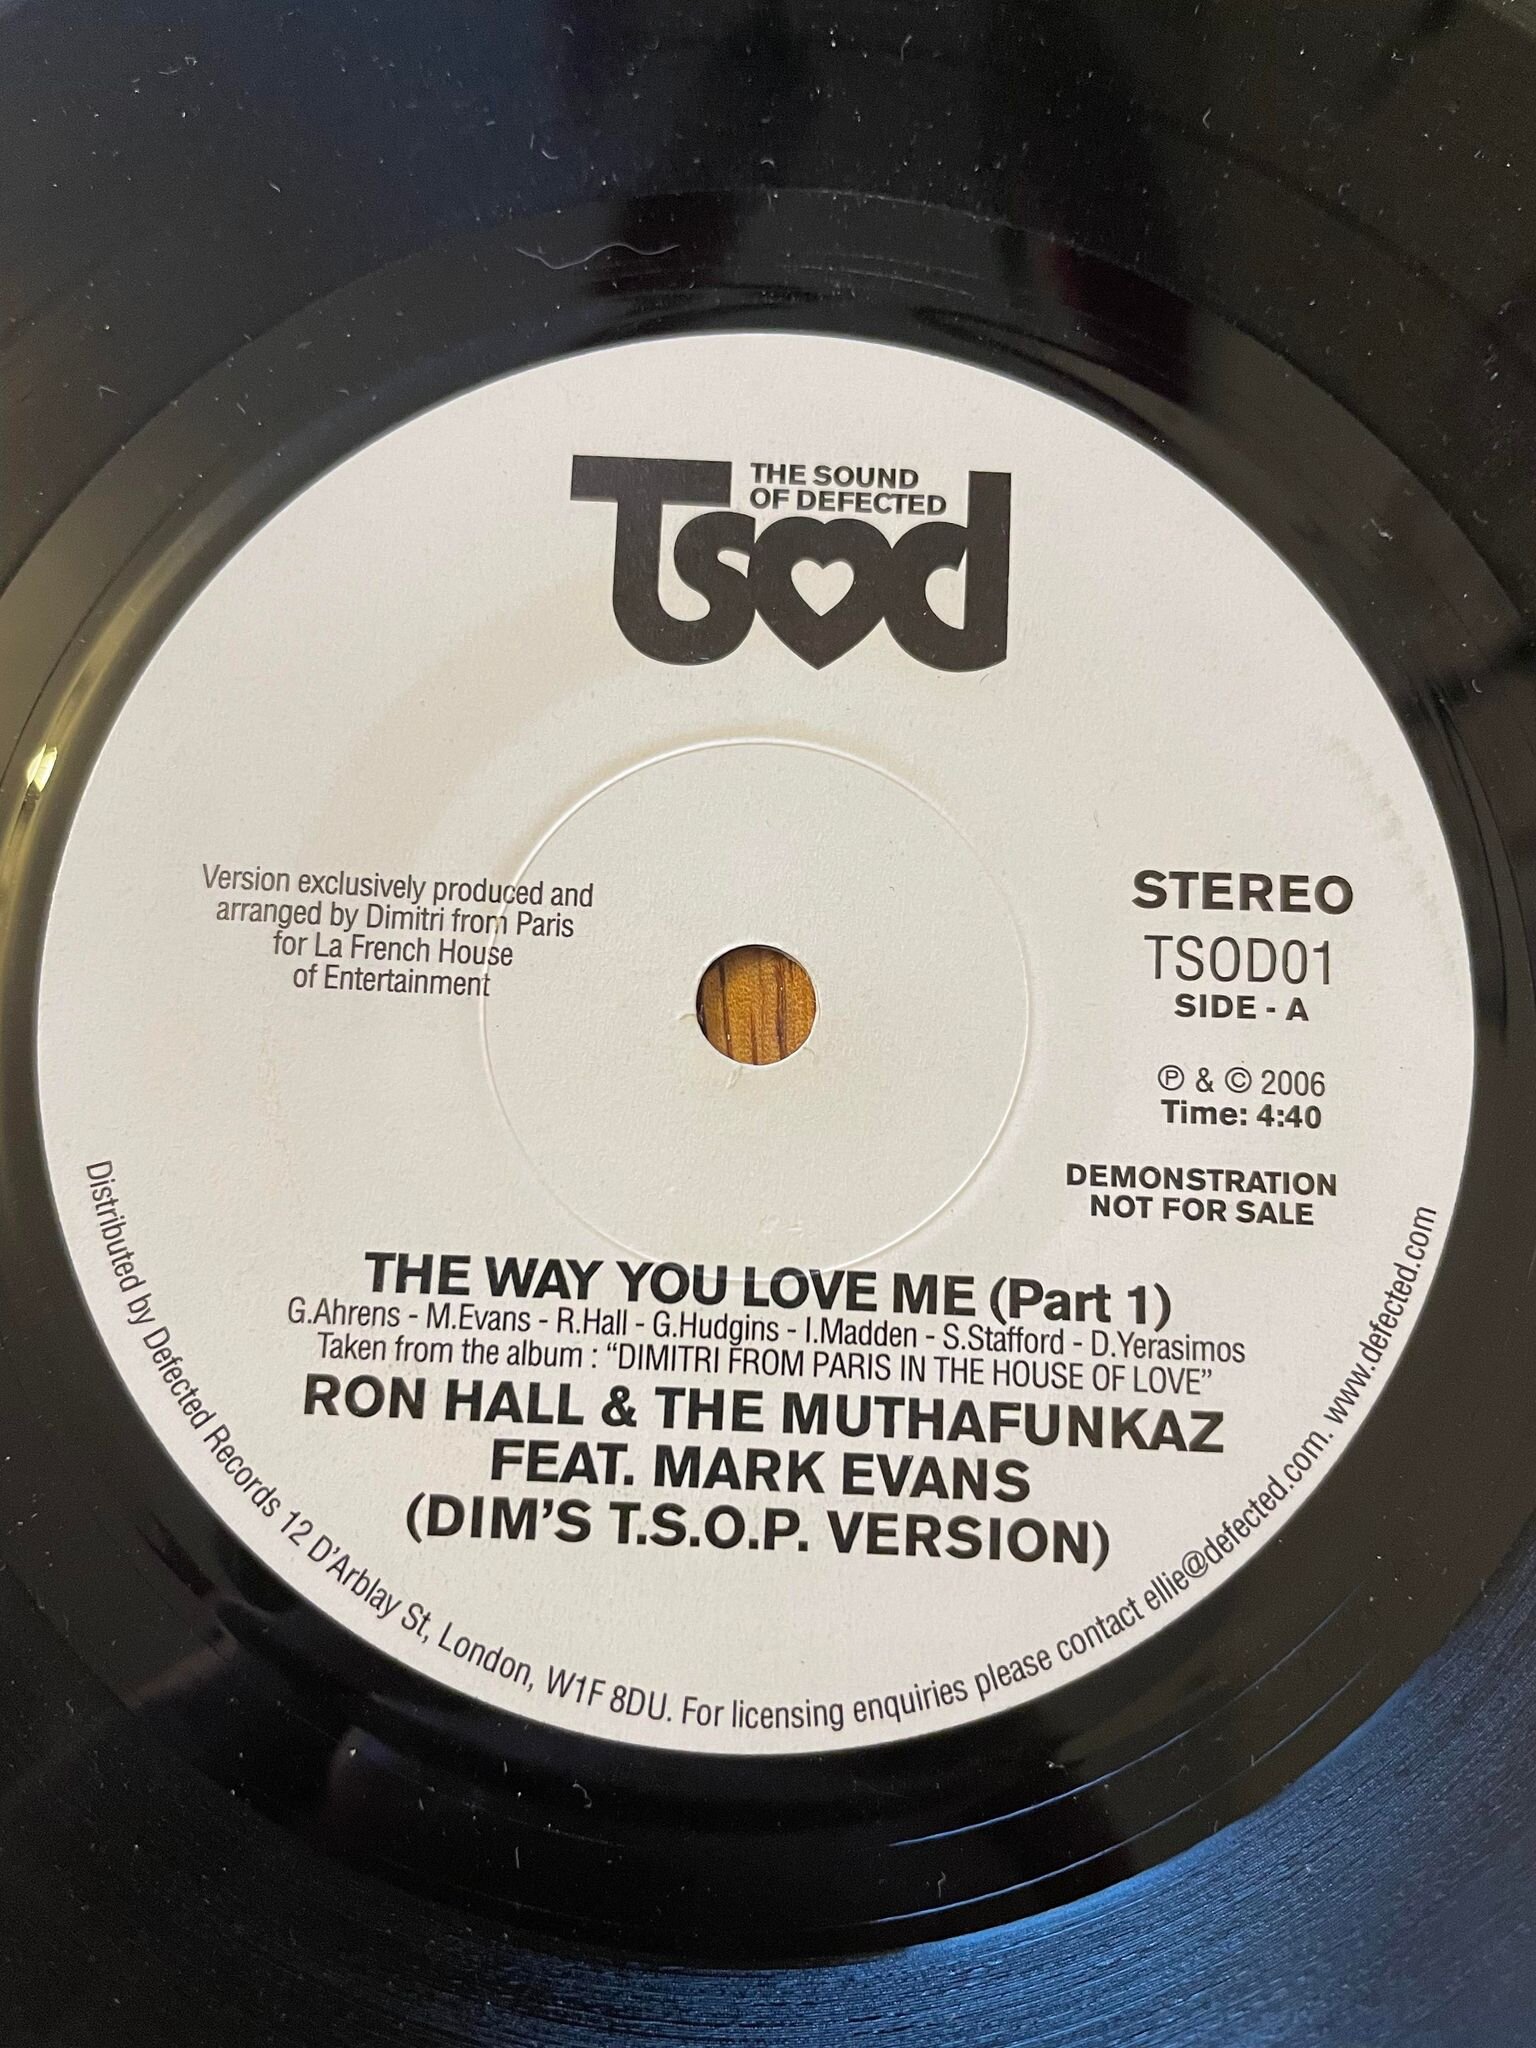 THE SOUND
OF DEFECTED
Tsod
Version exclusively produced and
arranged by Dimitri from Paris
for La French House
of Entertainment
STEREO
TSOD01
SIDE - A
℗ & © 2006
Time: 4:40
DEMONSTRATION
NOT FOR SALE
THE WAY YOU LOVE ME (Part 1)
G.Ahrens - M.Evans - R.Hall - G.Hudgins - I.Madden - S.Stafford - D.Yerasimos
Taken from the album : “DIMITRI FROM PARIS IN THE HOUSE OF LOVE”
RON HALL & THE MUTHAFUNKAZ
FEAT. MARK EVANS
(DIM’S T.S.O.P. VERSION)
Distributed by Defected Records 12 D’Arblay St, London, W1F 8DU. For licensing enquiries please contact ellie@defected.com. www.defected.com